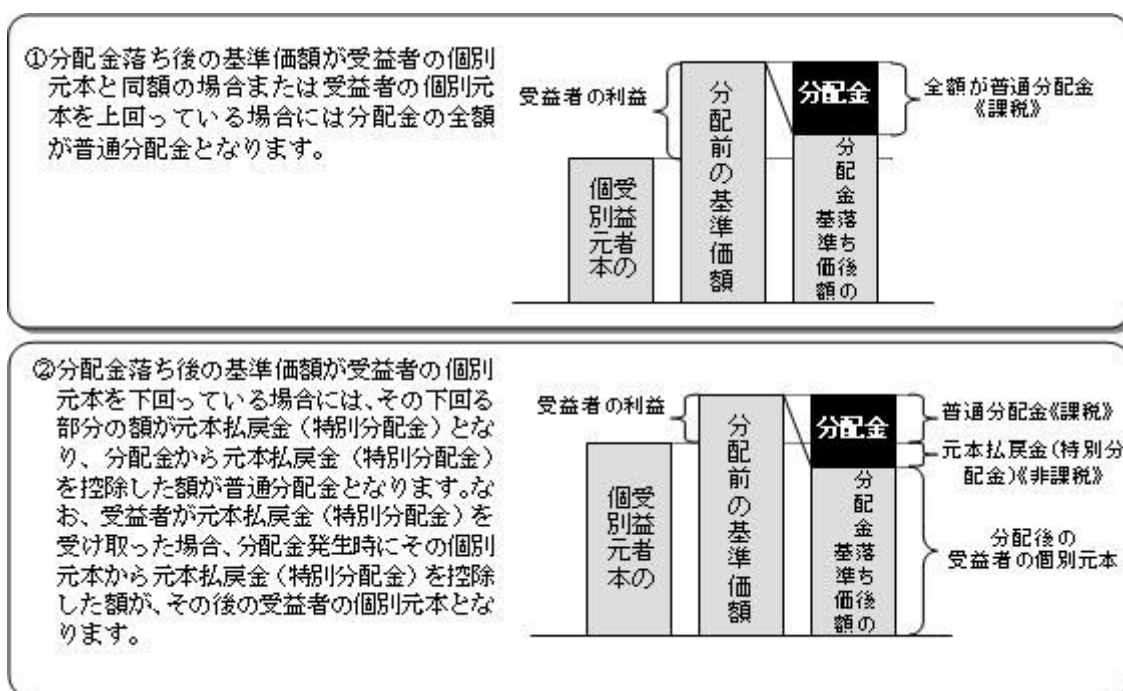 ①分配金落ち後の基準価額が受益者の個別
元本と同額の場合または受益者の個別元
本を上回っている場合には分配金の全額
が普通分配金となります。
受益者の利益
受益者の
個別元本
分配前の基準価額
分配金
分配金落ち後の
基準価額
全額が普通分配金
《課税》
②分配金落ち後の基準価額が受益者の個別
元本を下回っている場合には、その下回る
部分の額が元本払戻金（特別分配金）とな
り、分配金から元本払戻金（特別分配金）
を控除した額が普通分配金となります。な
お、受益者が元本払戻金（特別分配金）を
受け取った場合、分配金発生時にその個別
元本から元本払戻金（特別分配金）を控除
した額が、その後の受益者の個別元本とな
ります。
受益者の利益
受益者の
個別元本
分配前の基準価額
分配金
分配金落ち後の
基準価額
普通分配金《課税》
元本払戻金（特別分
配金）《非課税》
分配後の
受益者の個別元本